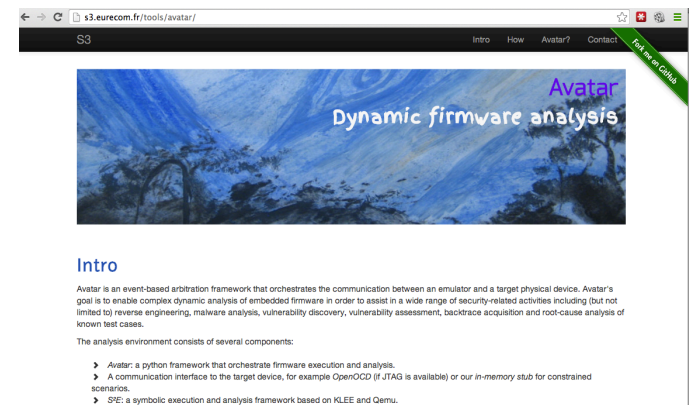 s3.eurecom.fr/tools/avatar/
S3 Intro How Avatar? Contact
Fork me on GitHub
Avatar
Dynamic firmware analysis
Intro
Avatar is an event-based arbitration framework that orchestrates the communication between an emulator and a target physical device. Avatar's
goal is to enable complex dynamic analysis of embedded firmware in order to assist in a wide range of security-related activities including (but not
limited to) reverse engineering, malware analysis, vulnerability discovery, vulnerability assessment, backtrace acquisition and root-cause analysis of
known test cases.
The analysis environment consists of several components:
Avatar: a python framework that orchestrate firmware execution and analysis.
A communication interface to the target device, for example OpenOCD (if JTAG is available) or our in-memory stub for constrained
scenarios.
S²E: a symbolic execution and analysis framework based on KLEE and Qemu.